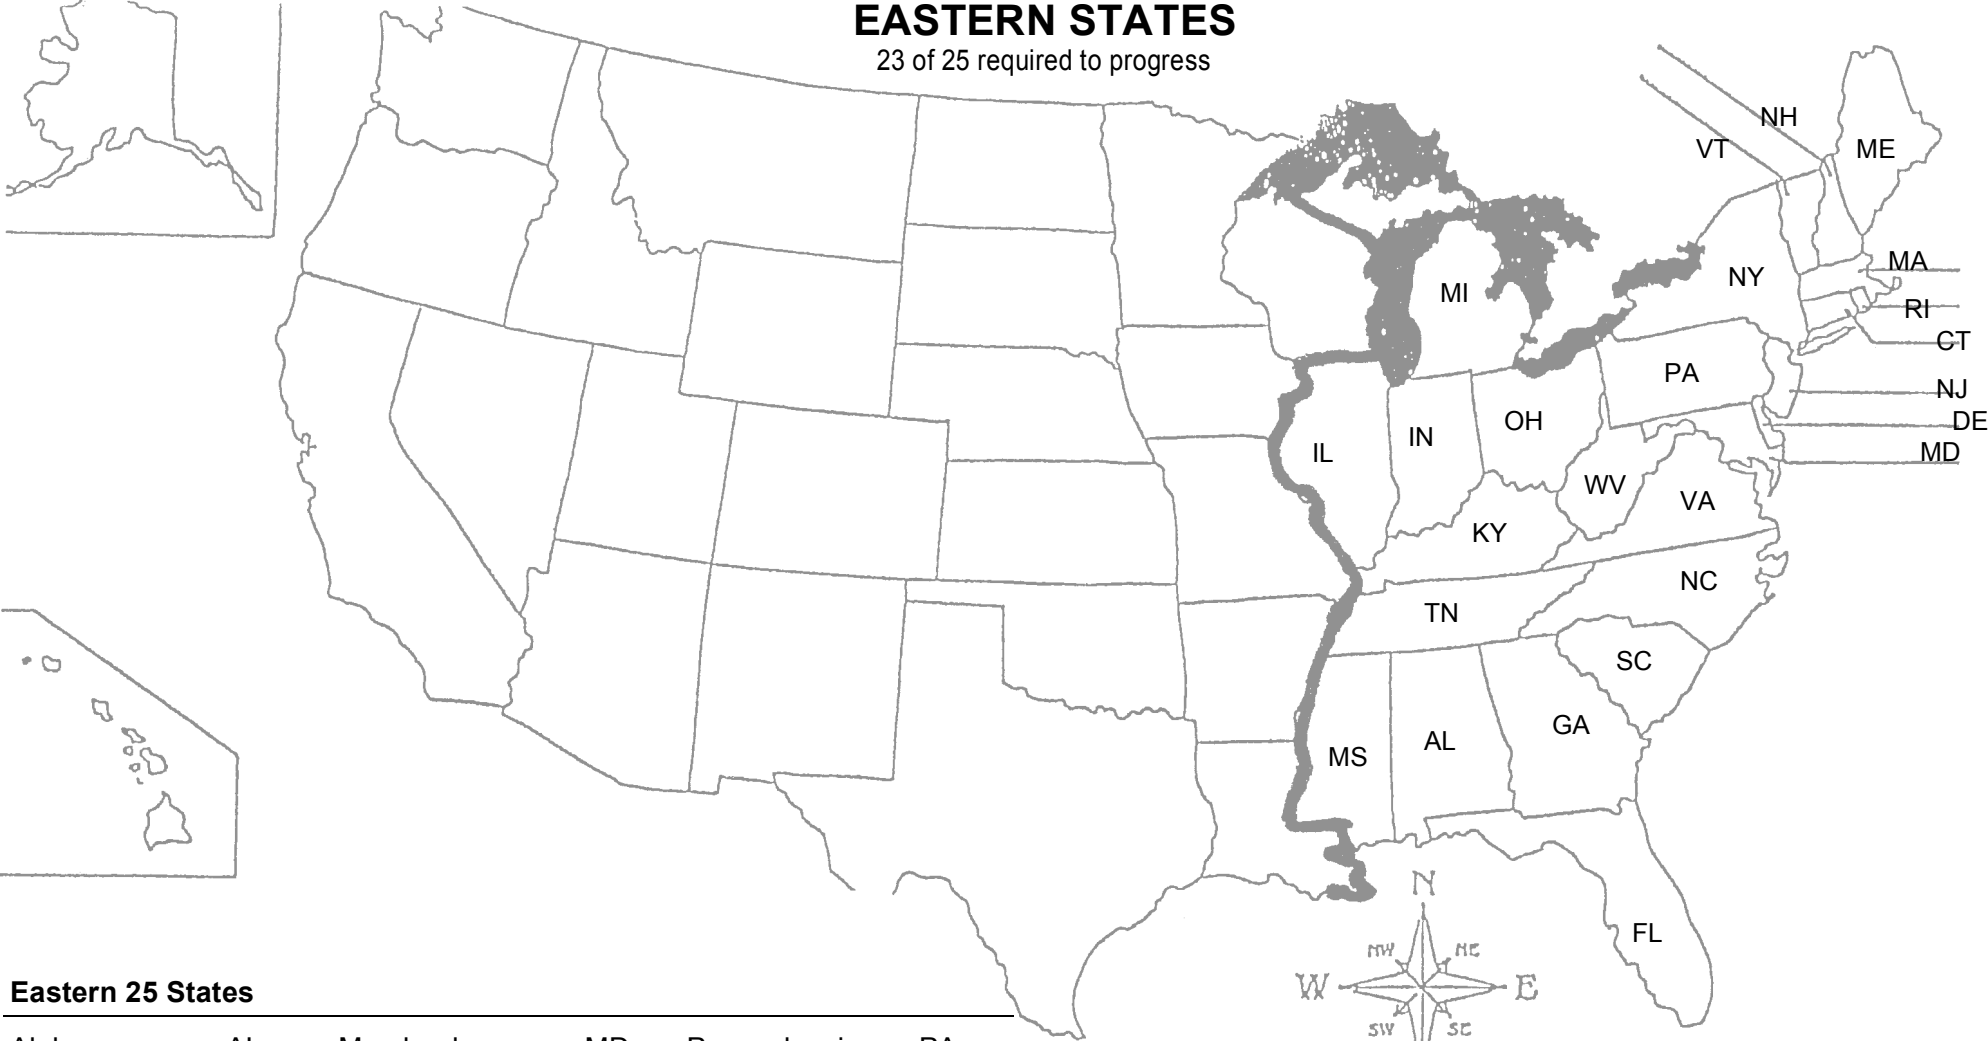 EASTERN STATES
23 of 25 required to progress
NH
VT
ME
MA
NY
MI
RI
CT
PA
NJ
DE
OH
IN
IL
MD
WV
VA
KY
NC
TN
SC
GA
AL
MS
N
FL
NW
NE
W
E
SW
SE
Eastern 25 States